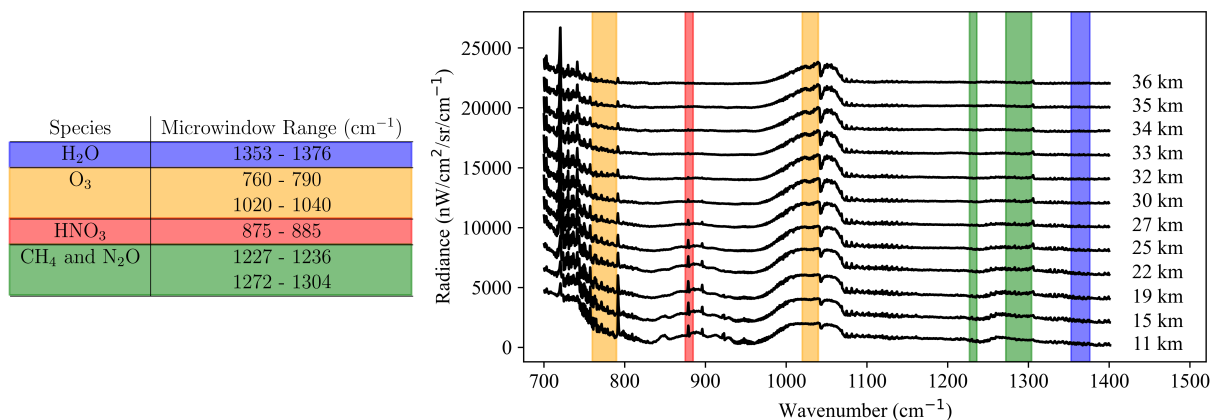 Species Microwindow Range (cm⁻¹)
H₂O 1353 - 1376
O₃ 760 - 790
1020 - 1040
HNO₃ 875 - 885
CH₄ and N₂O 1227 - 1236
1272 - 1304
Radiance (nW/cm²/sr/cm⁻¹)
25000
20000
15000
10000
5000
0
36 km
35 km
34 km
33 km
32 km
30 km
27 km
25 km
22 km
19 km
15 km
11 km
700 800 900 1000 1100 1200 1300 1400 1500
Wavenumber (cm⁻¹)